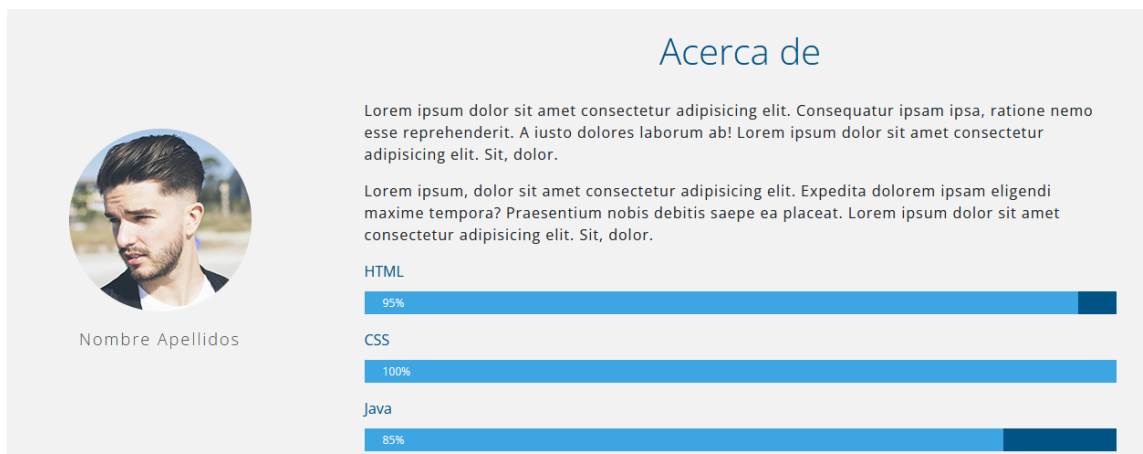 Acerca de
Lorem ipsum dolor sit amet consectetur adipisicing elit. Consequatur ipsam ipsa, ratione nemo
esse reprehenderit. A iusto dolores laborum ab! Lorem ipsum dolor sit amet consectetur
adipisicing elit. Sit, dolor.
Lorem ipsum, dolor sit amet consectetur adipisicing elit. Expedita dolorem ipsam eligendi
maxime tempora? Praesentium nobis debitis saepe ea placeat. Lorem ipsum dolor sit amet
consectetur adipisicing elit. Sit, dolor.
Nombre Apellidos
HTML
95%
CSS
100%
Java
85%